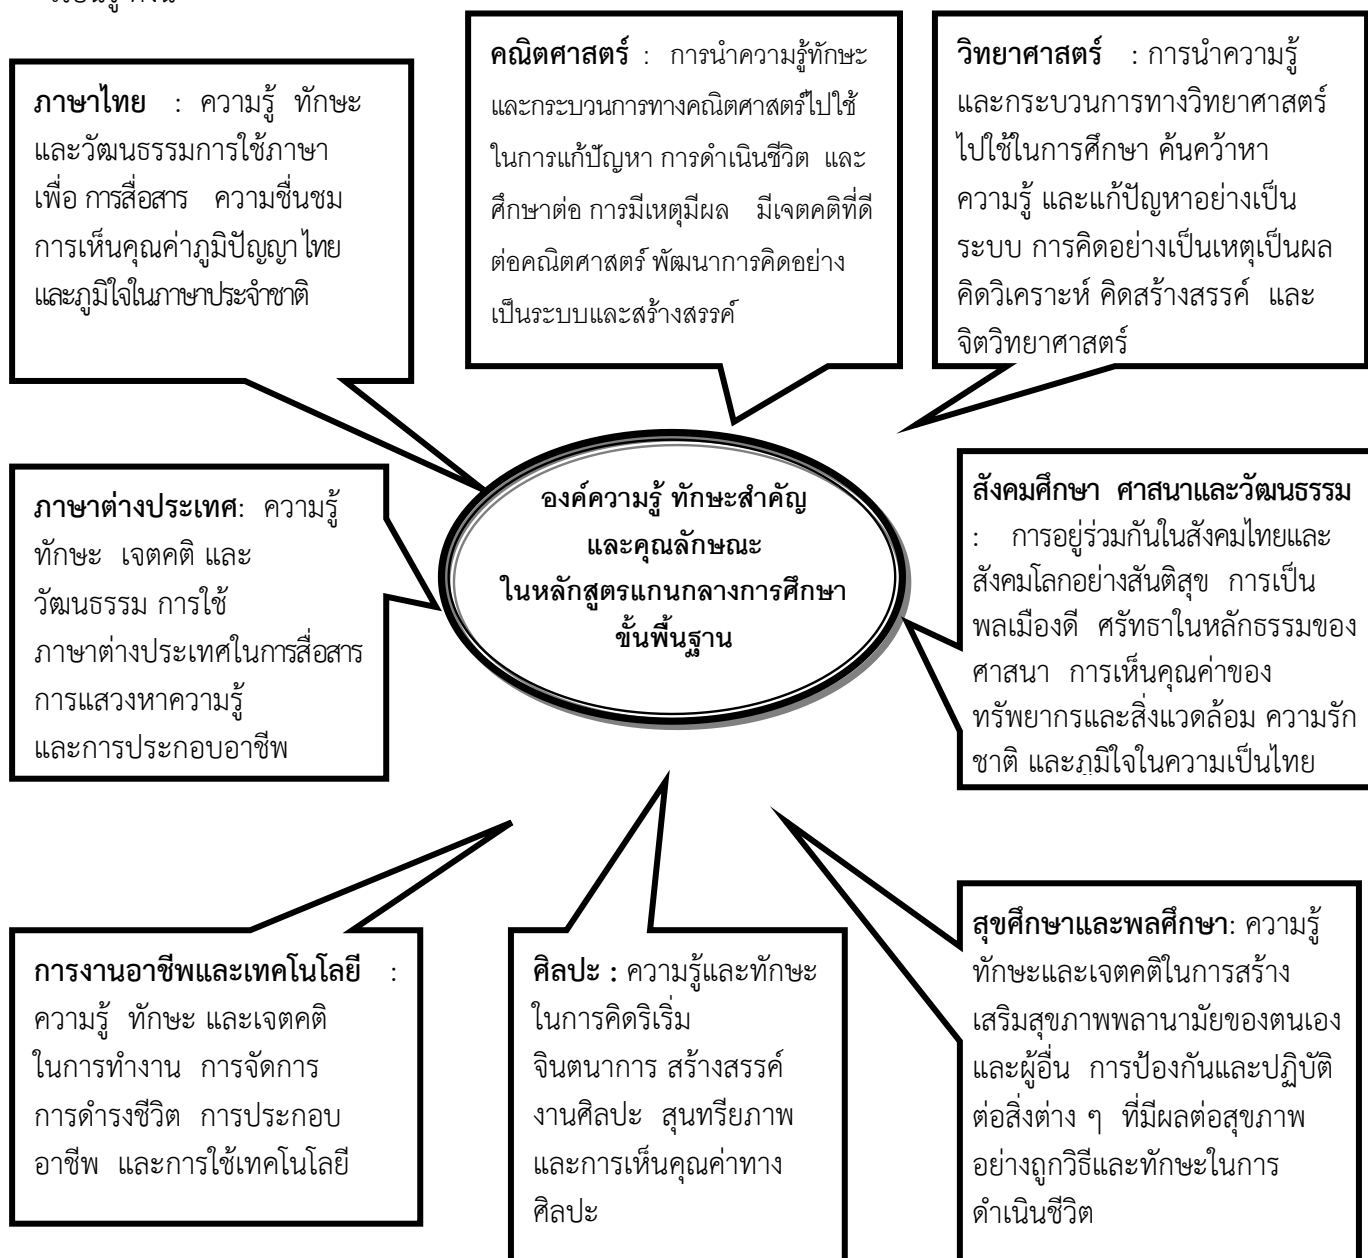 คณิตศาสตร์ : การนำความรู้ทักษะ
และกระบวนการทางคณิตศาสตร์ไปใช้
ในการแก้ปัญหา การดำเนินชีวิต และ
ศึกษาต่อ การมีเหตุมีผล มีเจตคติที่ดี
ต่อคณิตศาสตร์ พัฒนาการคิดอย่าง
เป็นระบบและสร้างสรรค์
วิทยาศาสตร์ : การนำความรู้
และกระบวนการทางวิทยาศาสตร์
ไปใช้ในการศึกษา ค้นคว้าหา
ความรู้ และแก้ปัญหาอย่างเป็น
ระบบ การคิดอย่างเป็นเหตุเป็นผล
คิดวิเคราะห์ คิดสร้างสรรค์ และ
จิตวิทยาศาสตร์
ภาษาไทย : ความรู้ ทักษะ
และวัฒนธรรมการใช้ภาษา
เพื่อ การสื่อสาร ความชื่นชม
การเห็นคุณค่าภูมิปัญญา ไทย
และภูมิใจในภาษาประจำชาติ
องค์ความรู้ ทักษะสำคัญ
และคุณลักษณะ
ในหลักสูตรแกนกลางการศึกษา
ขั้นพื้นฐาน
ภาษาต่างประเทศ: ความรู้
ทักษะ เจตคติ และ
วัฒนธรรม การใช้
ภาษาต่างประเทศในการสื่อสาร
การแสวงหาความรู้
และการประกอบอาชีพ
สังคมศึกษา ศาสนาและวัฒนธรรม
: การอยู่ร่วมกันในสังคมไทยและ
สังคมโลกอย่างสันติสุข การเป็น
พลเมืองดี ศรัทธาในหลักธรรมของ
ศาสนา การเห็นคุณค่าของ
ทรัพยากรและสิ่งแวดล้อม ความรัก
ชาติ และภูมิใจในความเป็นไทย
การงานอาชีพและเทคโนโลยี :
ความรู้ ทักษะ และเจตคติ
ในการทำงาน การจัดการ
การดำรงชีวิต การประกอบ
อาชีพ และการใช้เทคโนโลยี
ศิลปะ : ความรู้และทักษะ
ในการคิดริเริ่ม
จินตนาการ สร้างสรรค์
งานศิลปะ สุนทรียภาพ
และการเห็นคุณค่าทาง
ศิลปะ
สุขศึกษาและพลศึกษา: ความรู้
ทักษะและเจตคติในการสร้าง
เสริมสุขภาพพลานามัยของตนเอง
และผู้อื่น การป้องกันและปฏิบัติ
ต่อสิ่งต่าง ๆ ที่มีผลต่อสุขภาพ
อย่างถูกวิธีและทักษะในการ
ดำเนินชีวิต